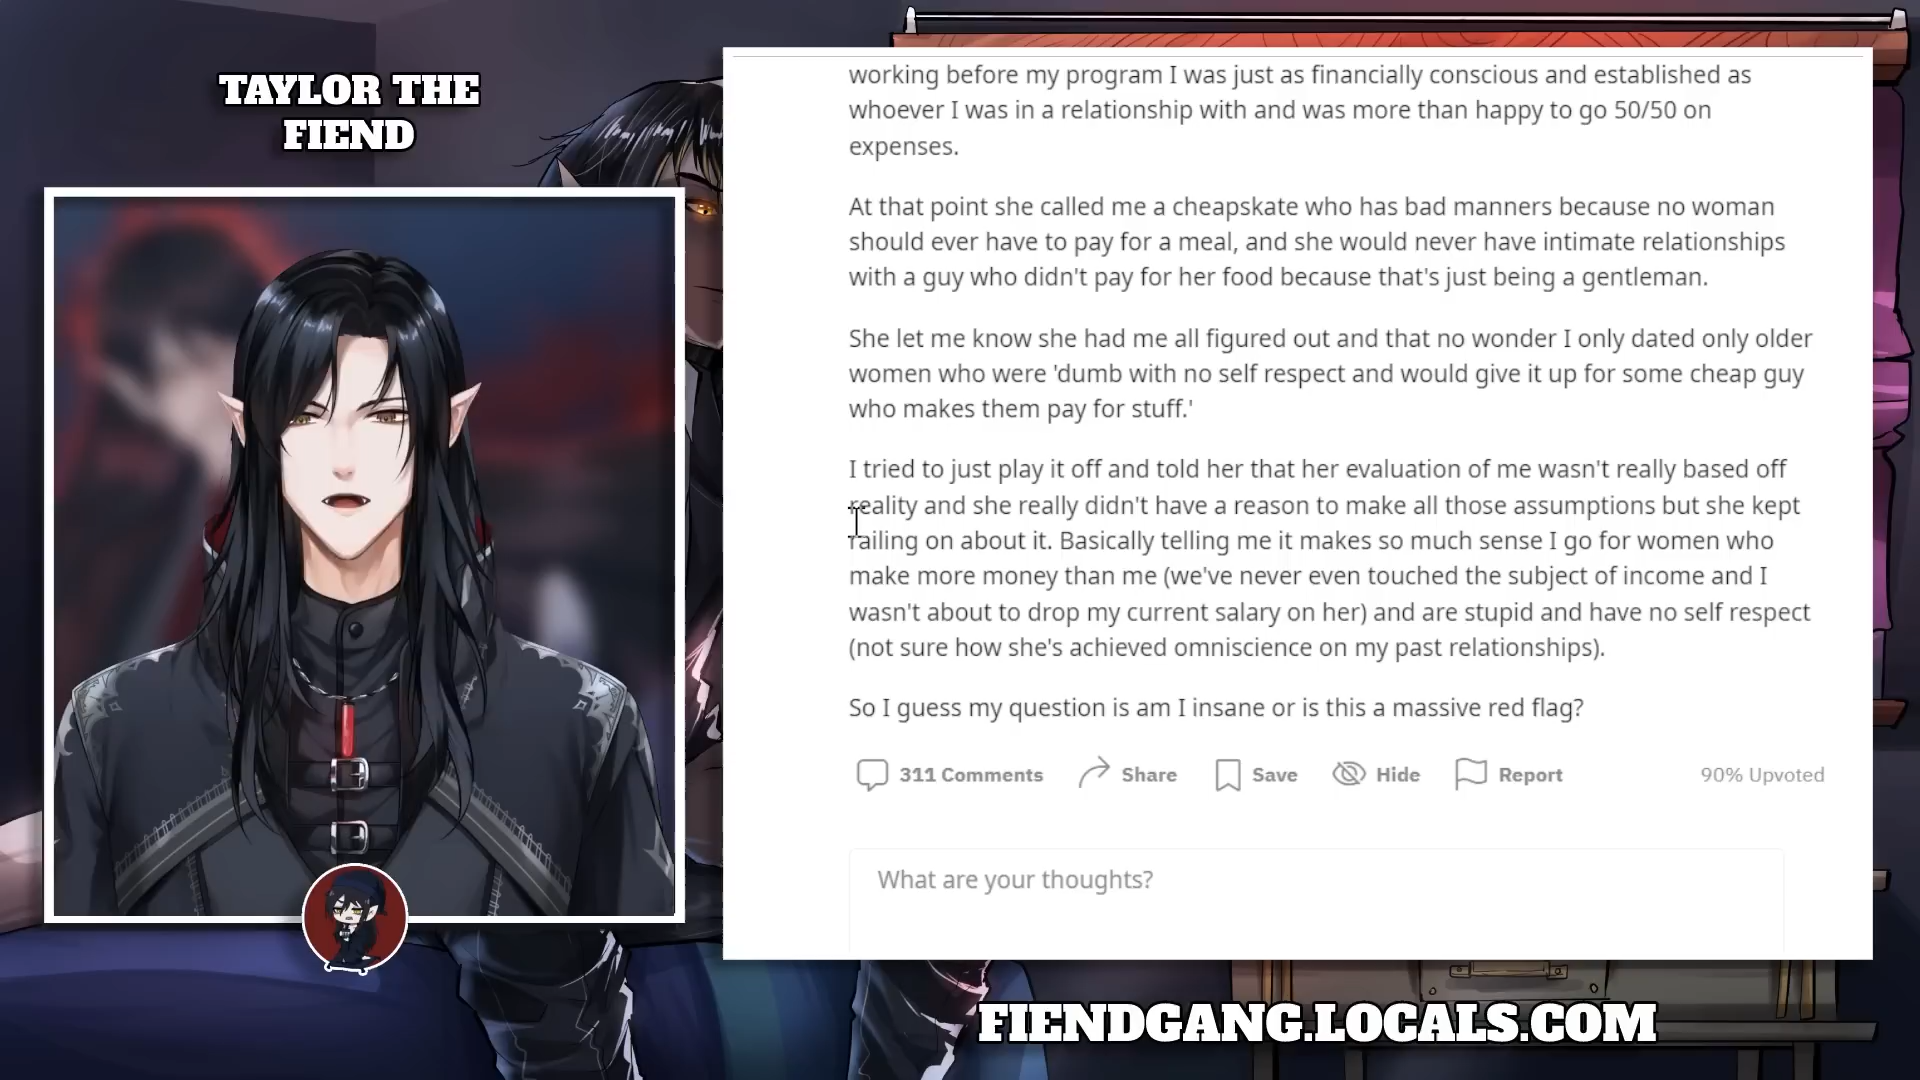 TAYLOR THE
FIEND
working before my program I was just as financially conscious and established as
whoever I was in a relationship with and was more than happy to go 50/50 on
expenses.
At that point she called me a cheapskate who has bad manners because no woman
should ever have to pay for a meal, and she would never have intimate relationships
with a guy who didn't pay for her food because that's just being a gentleman.
She let me know she had me all figured out and that no wonder I only dated only older
women who were 'dumb with no self respect and would give it up for some cheap guy
who makes them pay for stuff.'
I tried to just play it off and told her that her evaluation of me wasn't really based off
reality and she really didn't have a reason to make all those assumptions but she kept
railing on about it. Basically telling me it makes so much sense I go for women who
make more money than me (we've never even touched the subject of income and I
wasn't about to drop my current salary on her) and are stupid and have no self respect
(not sure how she's achieved omniscience on my past relationships).
So I guess my question is am I insane or is this a massive red flag?
311 Comments Share Save Hide Report 90% Upvoted
What are your thoughts?
FIENDGANG.LOCALS.COM